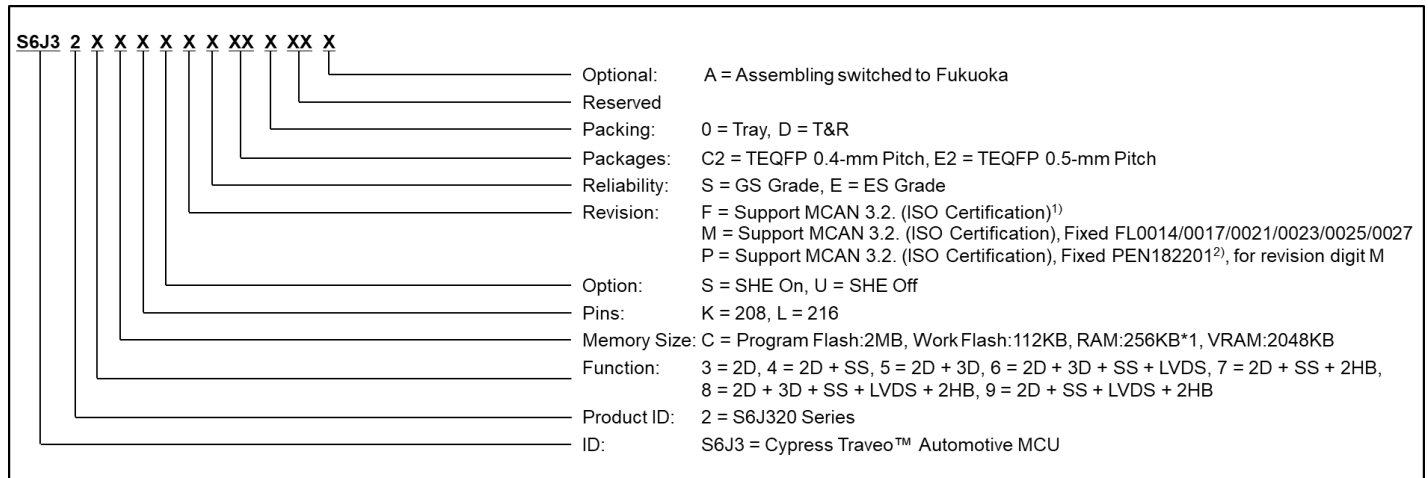 S6J3 2 X X X X X X XX X XX X
Optional: A = Assembling switched to Fukuoka
Reserved
Packing: 0 = Tray, D = T&R
Packages: C2 = TEQFP 0.4-mm Pitch, E2 = TEQFP 0.5-mm Pitch
Reliability: S = GS Grade, E = ES Grade
Revision: F = Support MCAN 3.2. (ISO Certification)1)
M = Support MCAN 3.2. (ISO Certification), Fixed FL0014/0017/0021/0023/0025/0027
P = Support MCAN 3.2. (ISO Certification), Fixed PEN1822012), for revision digit M
Option: S = SHE On, U = SHE Off
Pins: K = 208, L = 216
Memory Size: C = Program Flash:2MB, Work Flash:112KB, RAM:256KB*1, VRAM:2048KB
Function: 3 = 2D, 4 = 2D + SS, 5 = 2D + 3D, 6 = 2D + 3D + SS + LVDS, 7 = 2D + SS + 2HB,
8 = 2D + 3D + SS + LVDS + 2HB, 9 = 2D + SS + LVDS + 2HB
Product ID: 2 = S6J320 Series
ID: S6J3 = Cypress Traveo™ Automotive MCU